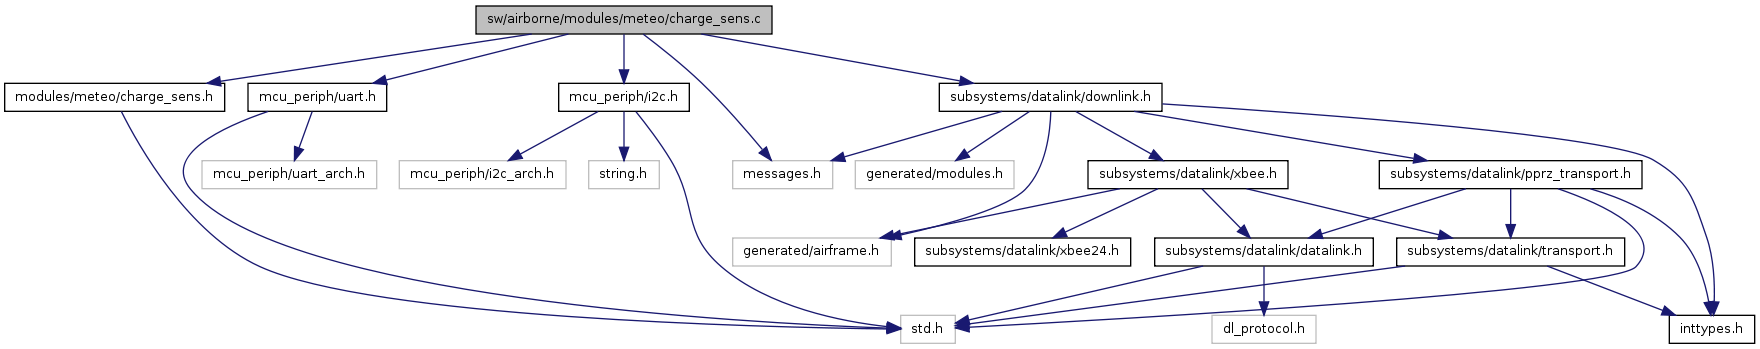 sw/airborne/modules/meteo/charge_sens.c
modules/meteo/charge_sens.h
mcu_periph/uart.h
mcu_periph/i2c.h
subsystems/datalink/downlink.h
mcu_periph/uart_arch.h
mcu_periph/i2c_arch.h
string.h
messages.h
generated/modules.h
subsystems/datalink/xbee.h
subsystems/datalink/pprz_transport.h
generated/airframe.h
subsystems/datalink/xbee24.h
subsystems/datalink/datalink.h
subsystems/datalink/transport.h
std.h
dl_protocol.h
inttypes.h